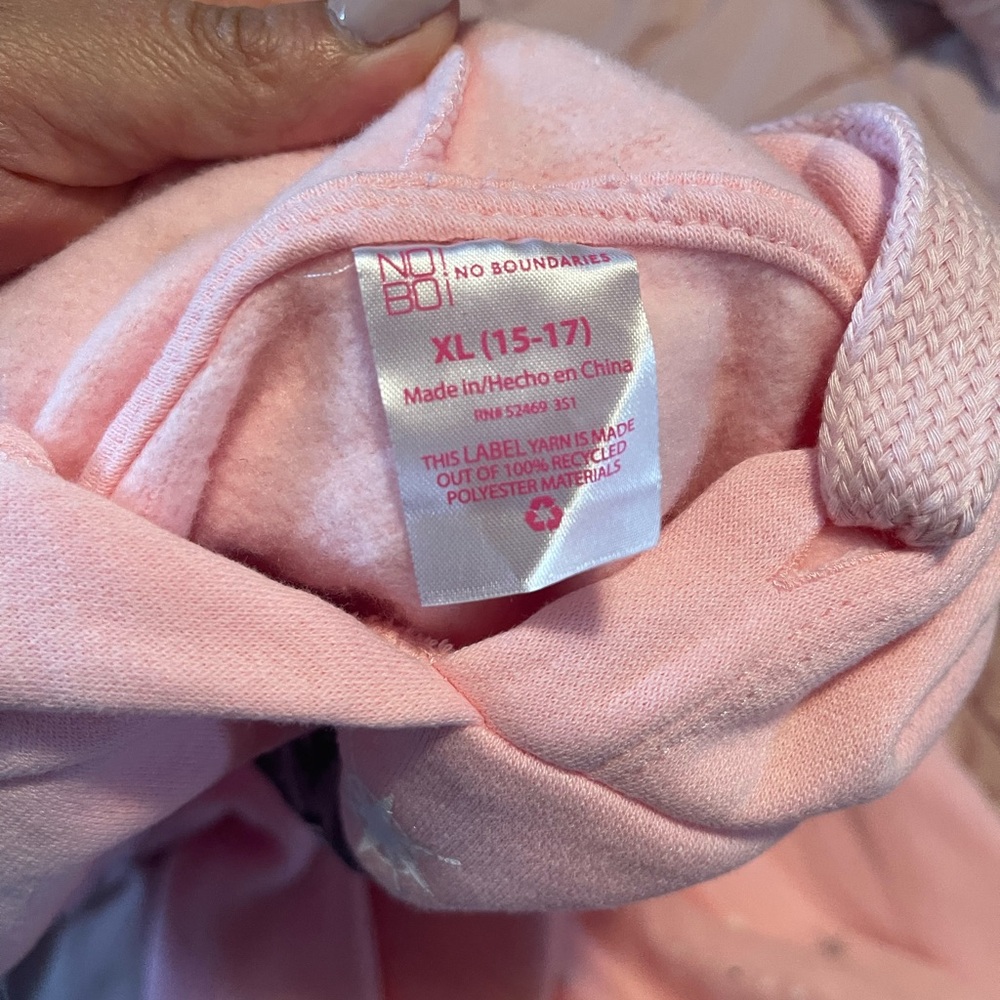 NO!
BO! NO BOUNDARIES
XL (15-17)
Made in/Hecho en China
RN# 52469 351
THIS LABEL YARN IS MADE
OUT OF 100% RECYCLED
POLYESTER MATERIALS